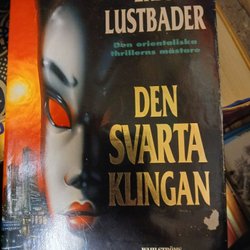 LUSTBADER
Den orientaliska
thrillerns mästare
DEN
SVARTA
KLINGAN